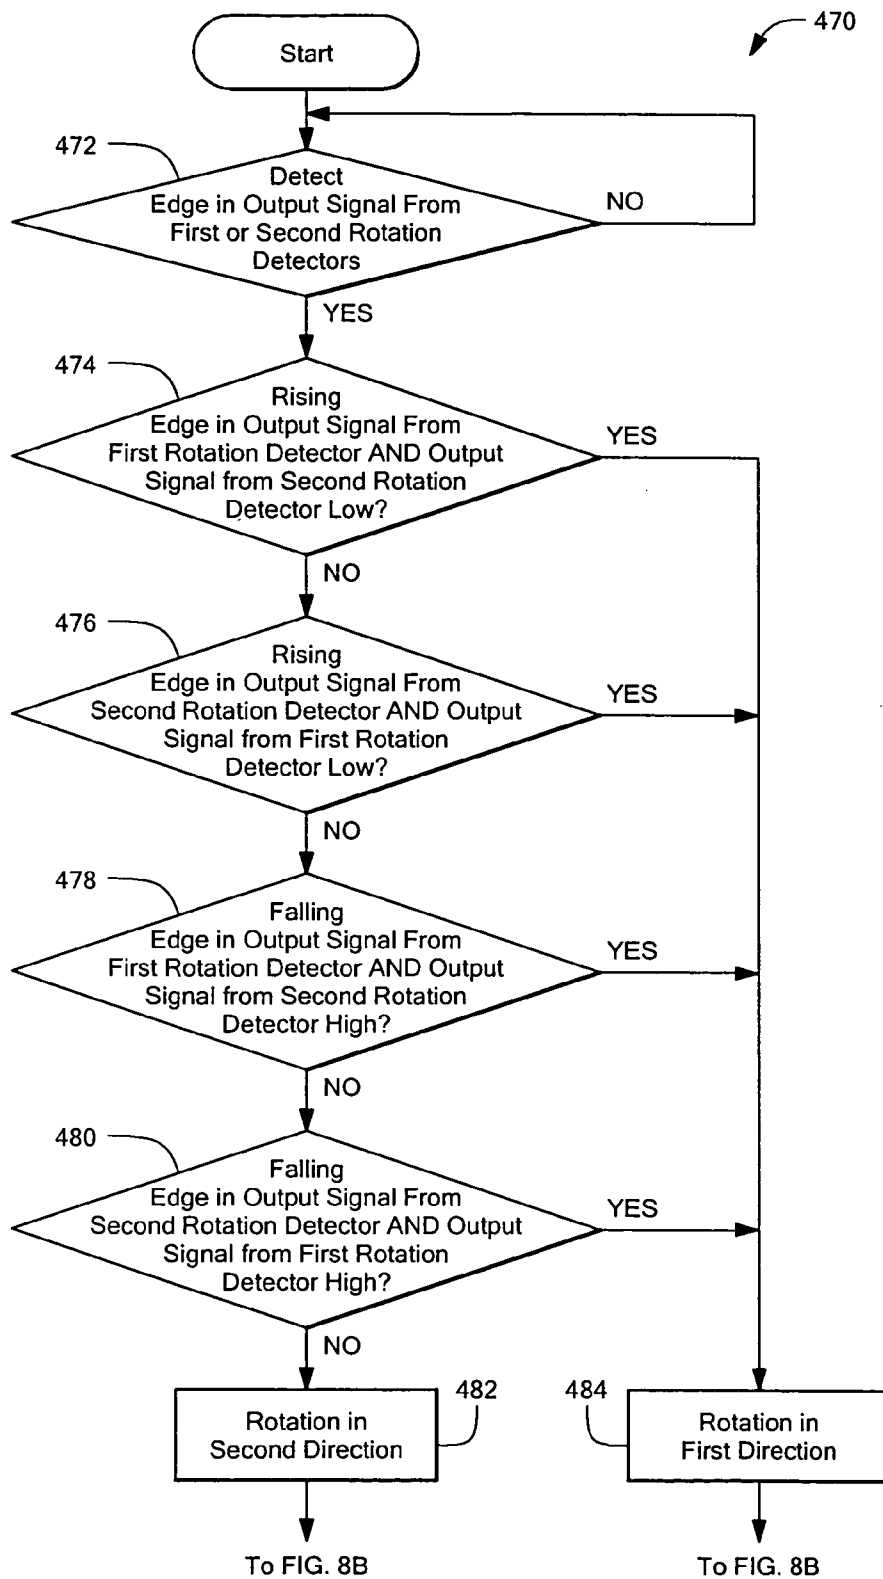 Start
470
472
Detect
Edge in Output Signal From
First or Second Rotation
Detectors
NO
YES
474
Rising
Edge in Output Signal From
First Rotation Detector AND Output
Signal from Second Rotation
Detector Low?
YES
NO
476
Rising
Edge in Output Signal From
Second Rotation Detector AND Output
Signal from First Rotation
Detector Low?
YES
NO
478
Falling
Edge in Output Signal From
First Rotation Detector AND Output
Signal from Second Rotation
Detector High?
YES
NO
480
Falling
Edge in Output Signal From
Second Rotation Detector AND Output
Signal from First Rotation
Detector High?
YES
NO
482
Rotation in
Second Direction
484
Rotation in
First Direction
To FIG. 8B
To FIG. 8B